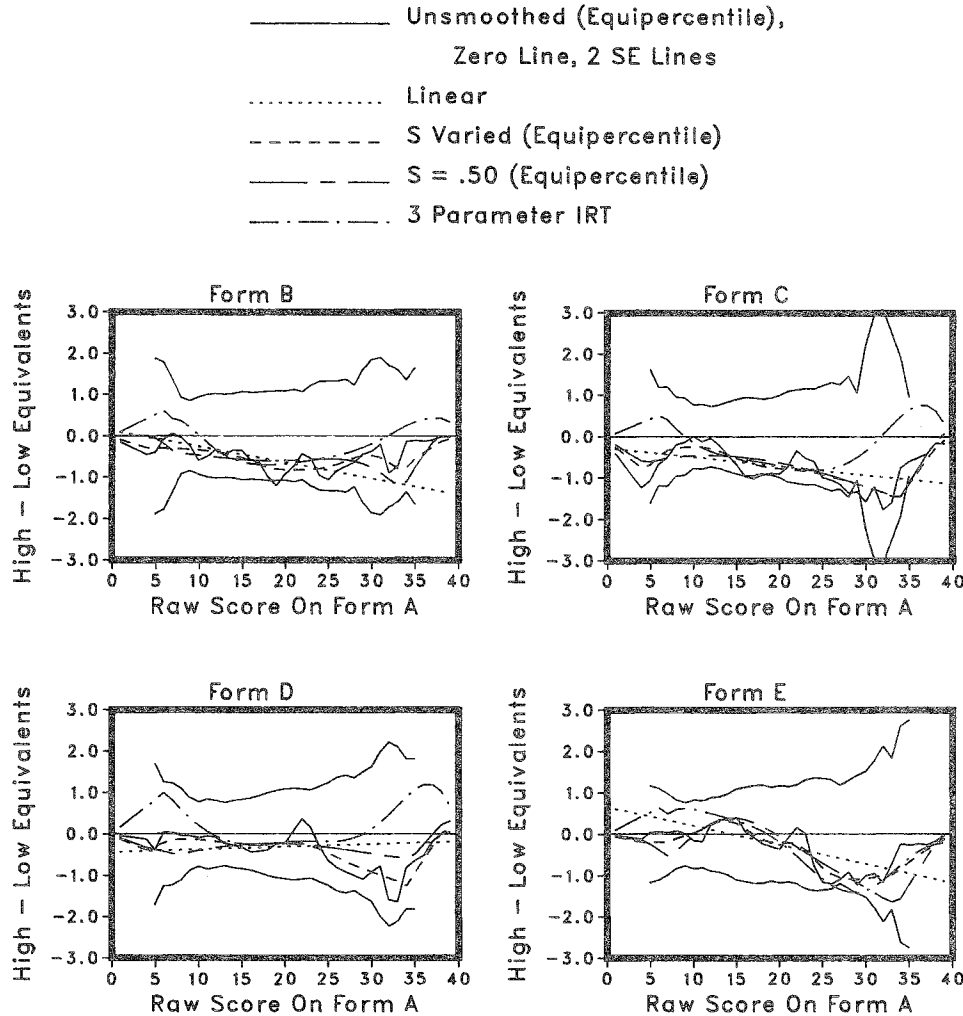 Unsmoothed (Equipercentile),
Zero Line, 2 SE Lines
Linear
S Varied (Equipercentile)
S = .50 (Equipercentile)
3 Parameter IRT
Form B
High – Low Equivalents
3.0
2.0
1.0
0.0
−1.0
−2.0
−3.0
0 5 10 15 20 25 30 35 40
Raw Score On Form A
Form C
High – Low Equivalents
3.0
2.0
1.0
0.0
−1.0
−2.0
−3.0
0 5 10 15 20 25 30 35 40
Raw Score On Form A
Form D
High – Low Equivalents
3.0
2.0
1.0
0.0
−1.0
−2.0
−3.0
0 5 10 15 20 25 30 35 40
Raw Score On Form A
Form E
High – Low Equivalents
3.0
2.0
1.0
0.0
−1.0
−2.0
−3.0
0 5 10 15 20 25 30 35 40
Raw Score On Form A